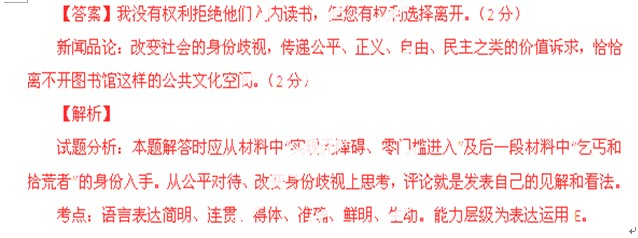 【答案】我没有权利拒绝他们入内读书，但您有权利选择离开。（2 分）
新闻品论：改变社会的身份歧视，传递公平、正义、自由、民主之类的价值诉求，恰恰
离不开图书馆这样的公共文化空间。（2 分）
【解析】
试题分析：本题解答时应从材料中“实现无障碍、零门槛进入”及后一段材料中“乞丐和
拾荒者”的身份入手。从公平对待、改变身份歧视上思考，评论就是发表自己的见解和看法。
考点：语言表达简明、连贯、得体、准确、鲜明、生动。能力层级为表达运用 E。